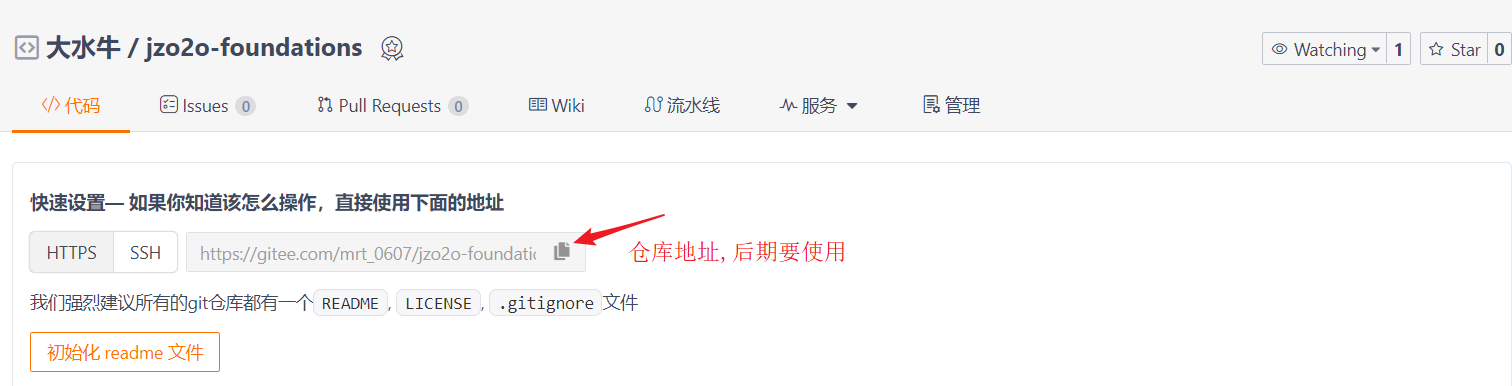 大水牛 / jzo2o-foundations
Watching 1 Star 0
代码 Issues 0 Pull Requests 0 Wiki 流水线 服务 管理
快速设置— 如果你知道该怎么操作，直接使用下面的地址
HTTPS SSH https://gitee.com/mrt_0607/jzo2o-foundatio 仓库地址, 后期要使用
我们强烈建议所有的git仓库都有一个 README, LICENSE, .gitignore 文件
初始化 readme 文件